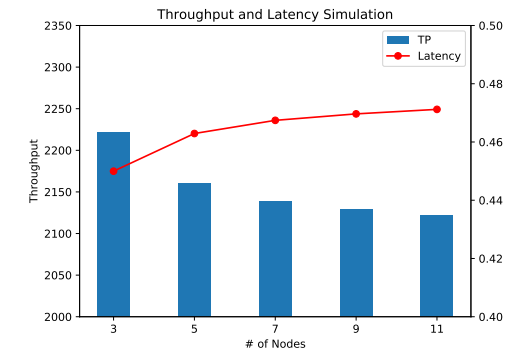 Throughput and Latency Simulation
2350
2300
2250
2200
2150
2100
2050
2000
Throughput
TP
Latency
0.50
0.48
0.46
0.44
0.42
0.40
3 5 7 9 11
# of Nodes